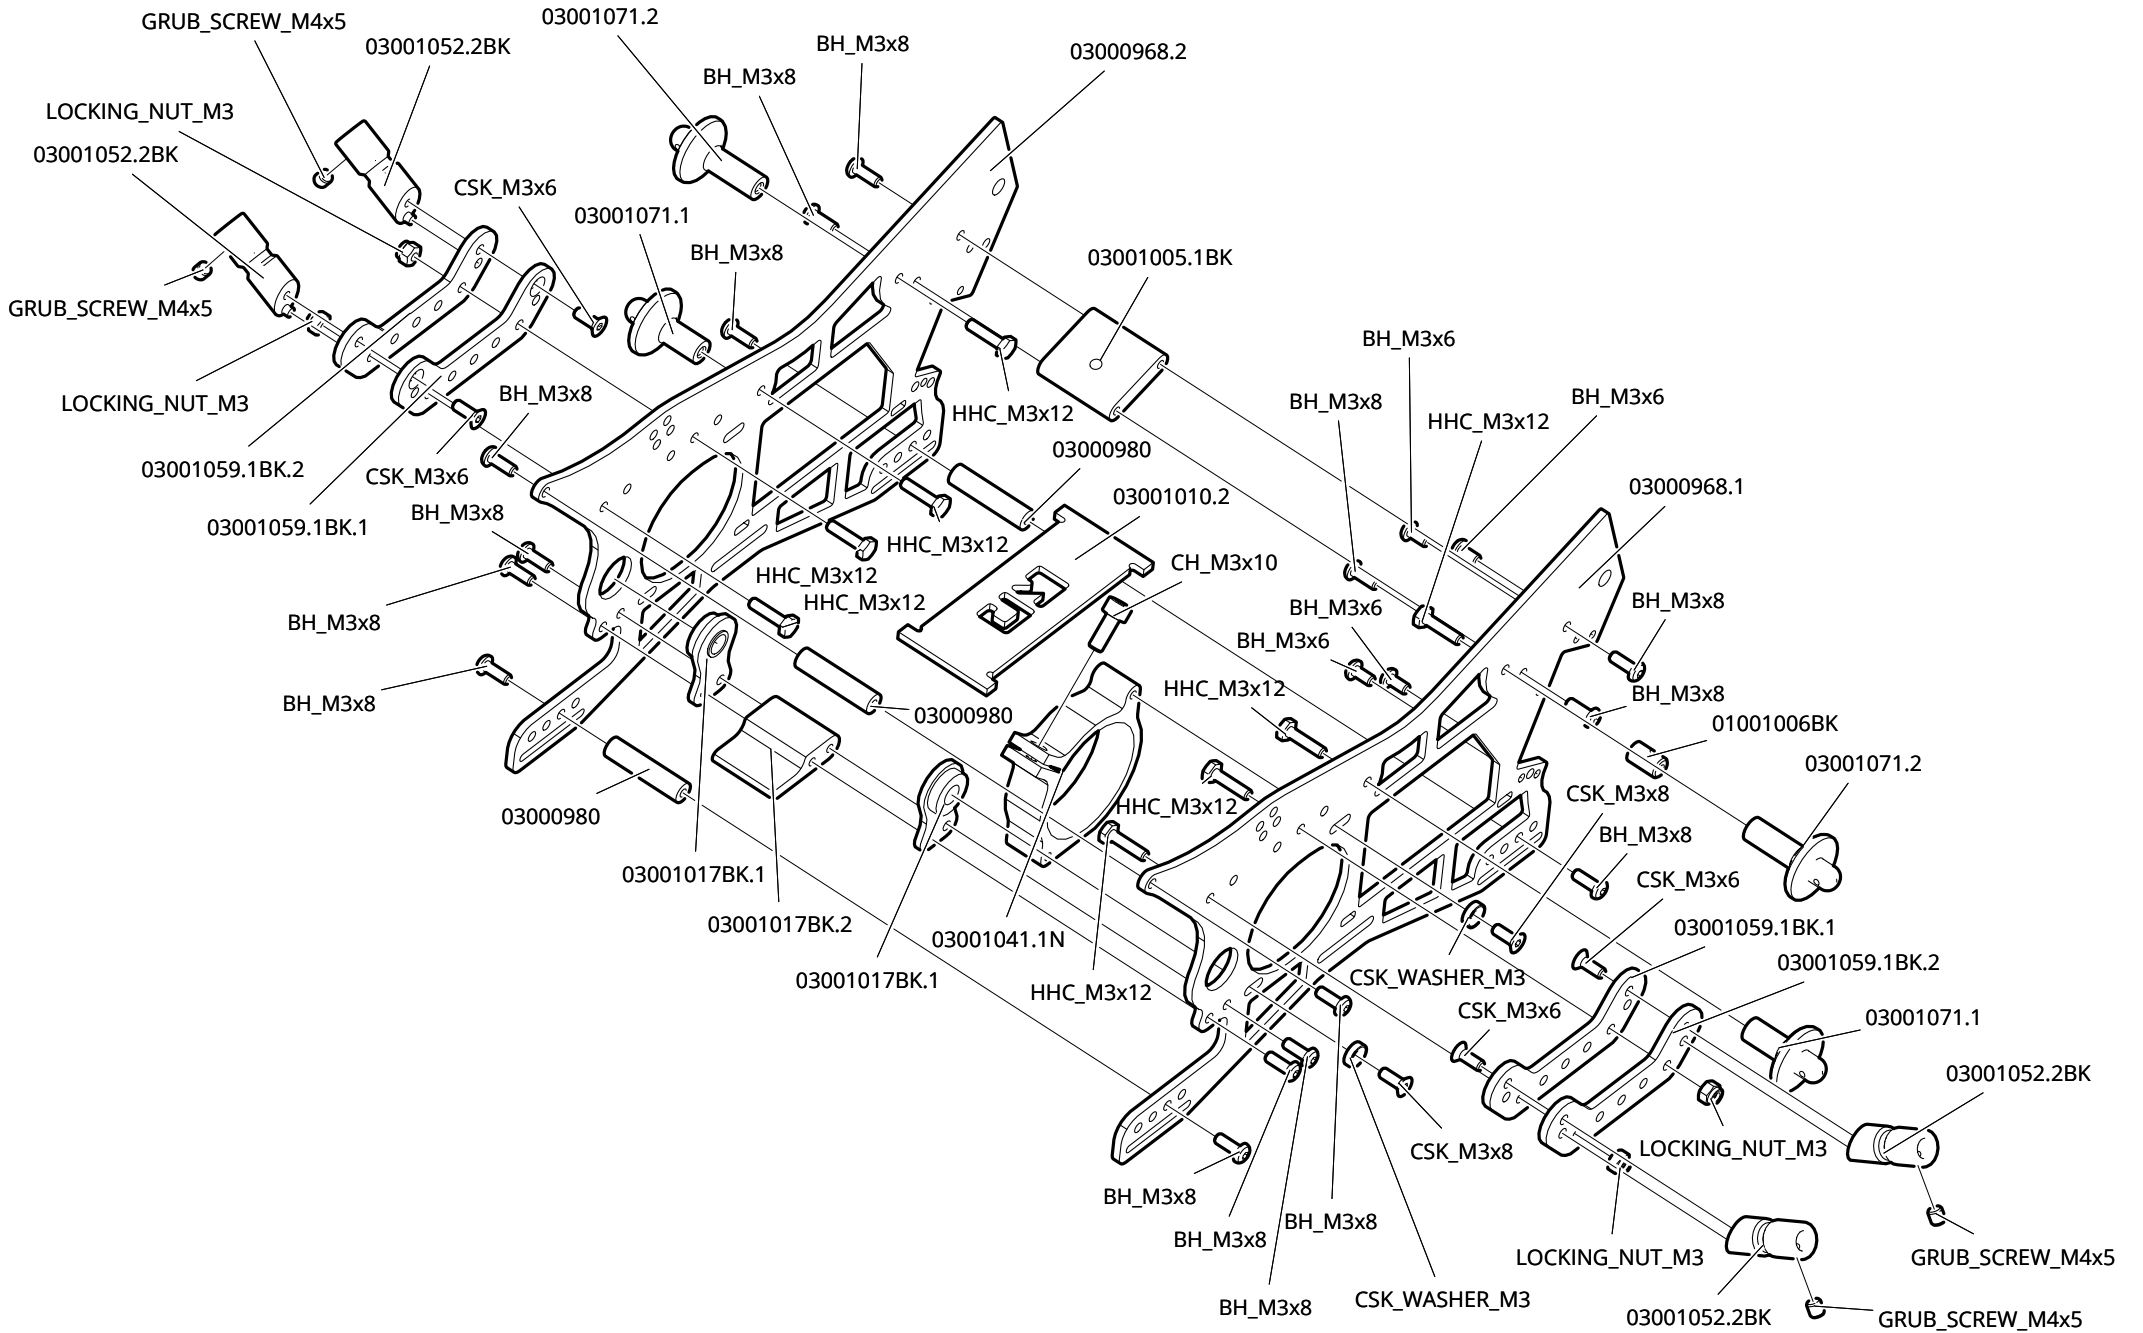 03001071.2
GRUB_SCREW_M4x5
BH_M3x8
03001052.2BK
03000968.2
BH_M3x8
LOCKING_NUT_M3
03001052.2BK
CSK_M3x6
03001071.1
BH_M3x8
03001005.1BK
GRUB_SCREW_M4x5
BH_M3x6
BH_M3x8
BH_M3x6
LOCKING_NUT_M3
BH_M3x8
HHC_M3x12
HHC_M3x12
03000980
03001059.1BK.2
CSK_M3x6
03000968.1
03001010.2
BH_M3x8
03001059.1BK.1
HHC_M3x12
CH_M3x10
HHC_M3x12
HHC_M3x12
BH_M3x8
BH_M3x6
BH_M3x8
BH_M3x6
HHC_M3x12
BH_M3x8
BH_M3x8
03000980
01001006BK
03001071.2
CSK_M3x8
HHC_M3x12
03000980
BH_M3x8
03001017BK.1
CSK_M3x6
03001017BK.2
03001059.1BK.1
03001041.1N
03001059.1BK.2
03001017BK.1
CSK_WASHER_M3
HHC_M3x12
CSK_M3x6
03001071.1
03001052.2BK
LOCKING_NUT_M3
CSK_M3x8
BH_M3x8
BH_M3x8
BH_M3x8
LOCKING_NUT_M3
GRUB_SCREW_M4x5
CSK_WASHER_M3
BH_M3x8
03001052.2BK
GRUB_SCREW_M4x5